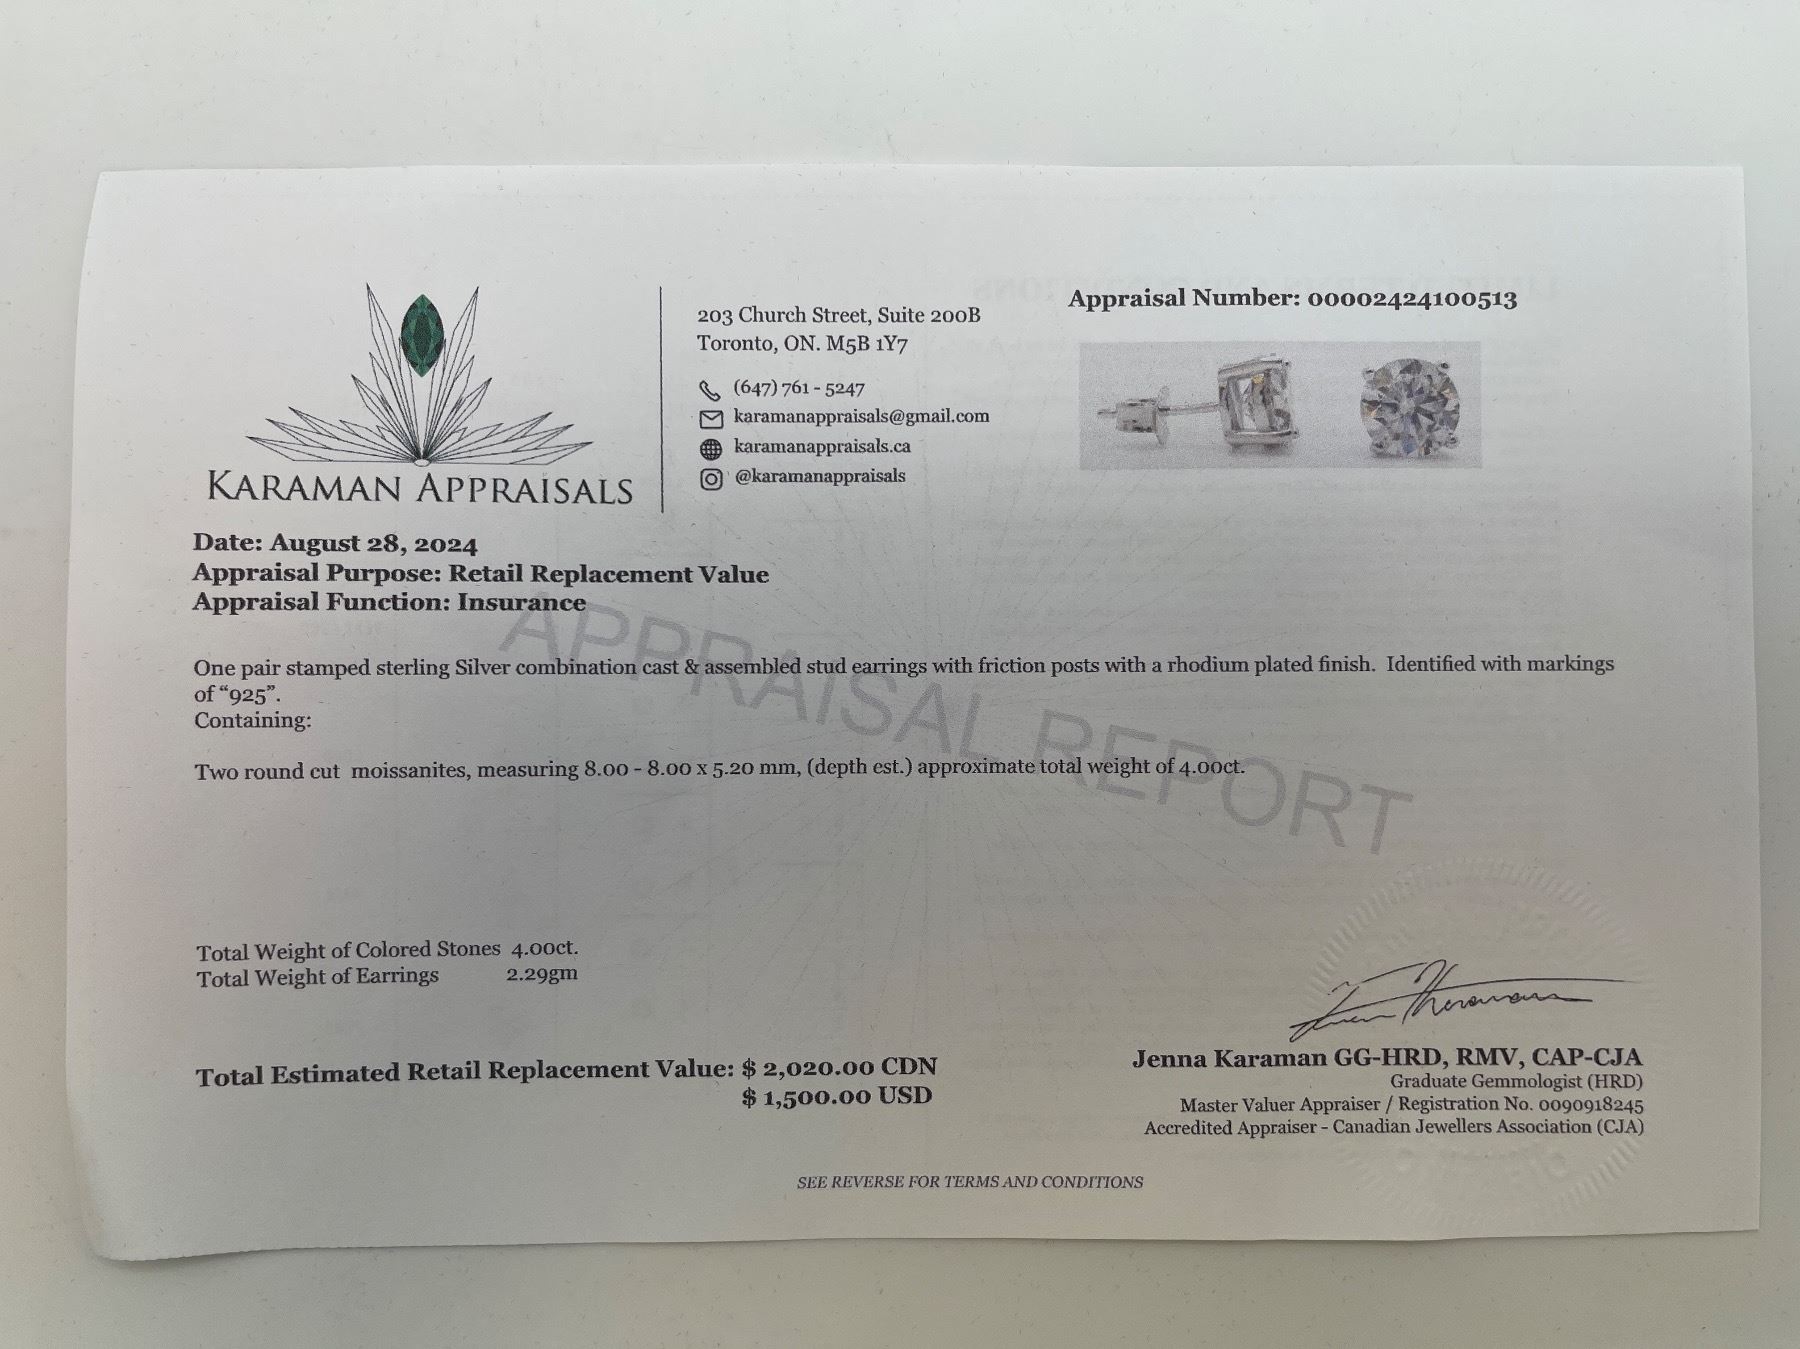 KARAMAN APPRAISALS
203 Church Street, Suite 200B
Toronto, ON. M5B 1Y7
(647) 761 - 5247
karamanappraisals@gmail.com
karamanappraisals.ca
@karamanappraisals
Appraisal Number: 00002424100513
Date: August 28, 2024
Appraisal Purpose: Retail Replacement Value
Appraisal Function: Insurance
APPRAISAL REPORT
One pair stamped sterling Silver combination cast & assembled stud earrings with friction posts with a rhodium plated finish. Identified with markings
of “925”.
Containing:
Two round cut moissanites, measuring 8.00 - 8.00 x 5.20 mm, (depth est.) approximate total weight of 4.00ct.
Total Weight of Colored Stones 4.00ct.
Total Weight of Earrings 2.29gm
Total Estimated Retail Replacement Value: $ 2,020.00 CDN
$ 1,500.00 USD
Jenna Karaman GG-HRD, RMV, CAP-CJA
Graduate Gemmologist (HRD)
Master Valuer Appraiser / Registration No. 0090918245
Accredited Appraiser - Canadian Jewellers Association (CJA)
SEE REVERSE FOR TERMS AND CONDITIONS